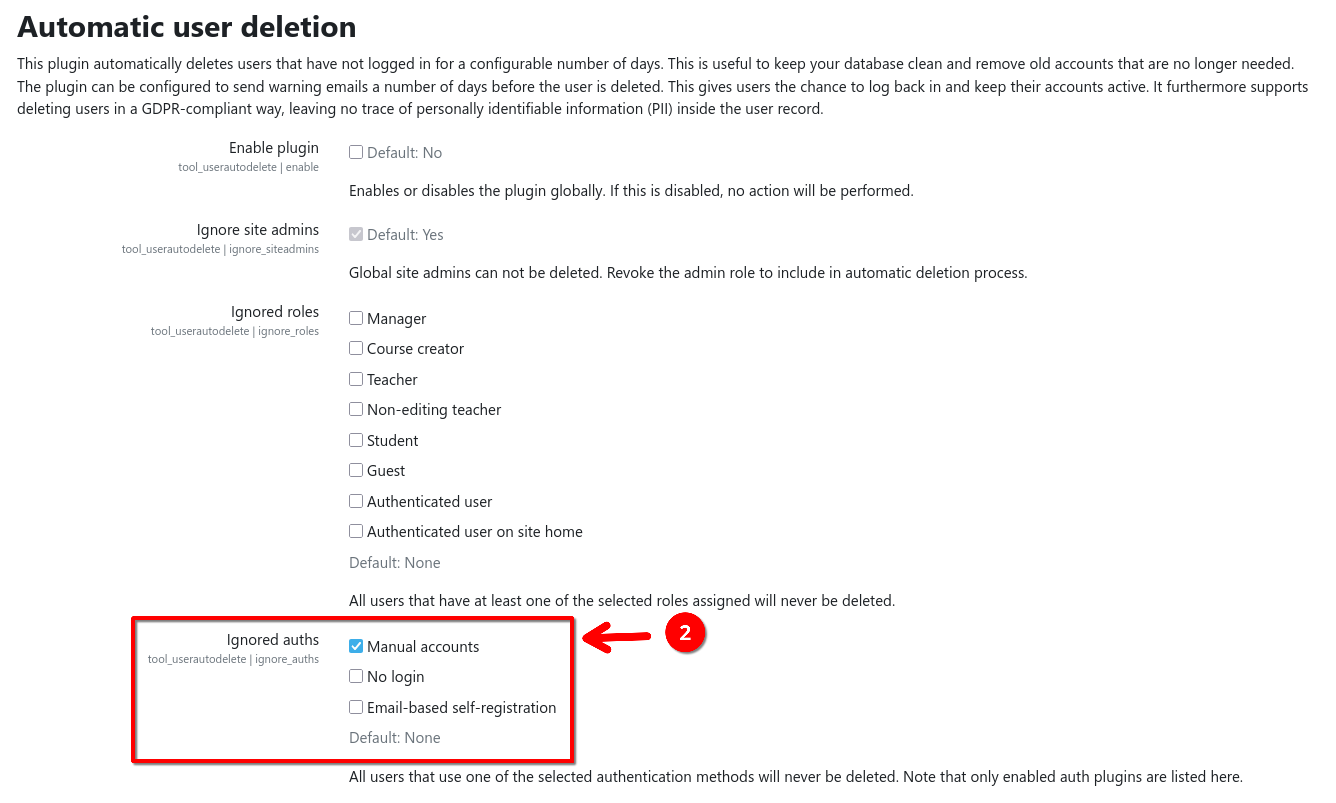 Automatic user deletion
This plugin automatically deletes users that have not logged in for a configurable number of days. This is useful to keep your database clean and remove old accounts that are no longer needed.
The plugin can be configured to send warning emails a number of days before the user is deleted. This gives users the chance to log back in and keep their accounts active. It furthermore supports
deleting users in a GDPR-compliant way, leaving no trace of personally identifiable information (PII) inside the user record.
Enable plugin
tool_userautodelete | enable
Default: No
Enables or disables the plugin globally. If this is disabled, no action will be performed.
Ignore site admins
tool_userautodelete | ignore_siteadmins
Default: Yes
Global site admins can not be deleted. Revoke the admin role to include in automatic deletion process.
Ignored roles
tool_userautodelete | ignore_roles
Manager
Course creator
Teacher
Non-editing teacher
Student
Guest
Authenticated user
Authenticated user on site home
Default: None
All users that have at least one of the selected roles assigned will never be deleted.
Ignored auths
tool_userautodelete | ignore_auths
Manual accounts
No login
Email-based self-registration
Default: None
2
All users that use one of the selected authentication methods will never be deleted. Note that only enabled auth plugins are listed here.